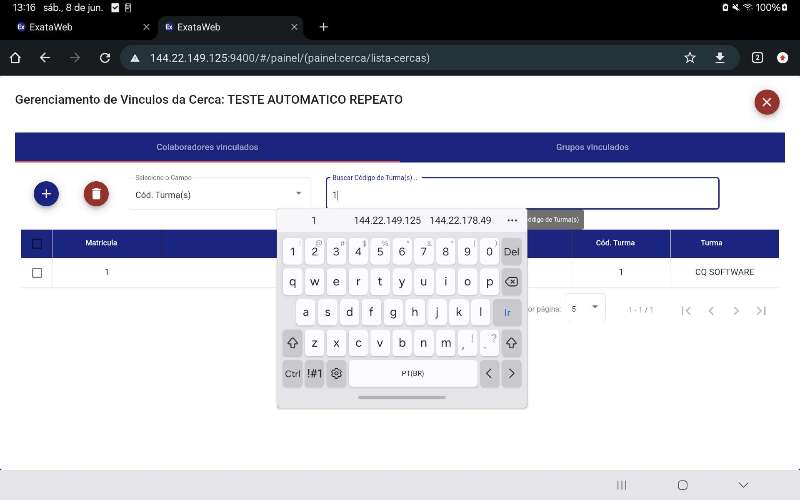 13:16 sáb., 8 de jun. 100%
ExataWeb ExataWeb
144.22.149.125:9400/#/painel/(painel:cerca/lista-cercas) 2
Gerenciamento de Vinculos da Cerca: TESTE AUTOMATICO REPEATO
Colaboradores vinculados Grupos vinculados
Selecione o Campo Buscar Código de Turma(s)...
Cód. Turma(s) 1
1 144.22.149.125 144.22.178.49 ... ódigo de Turma(s)
Matrícula Cód. Turma Turma
1 2 3 4 5 6 7 8 9 0 Del
1 1 CQ SOFTWARE
q w e r t y u i o p
a s d f g h j k l Ir
or página: 5 1 - 1 / 1
z x c v b n m , ! . ?
Ctrl !#1 PT(BR)